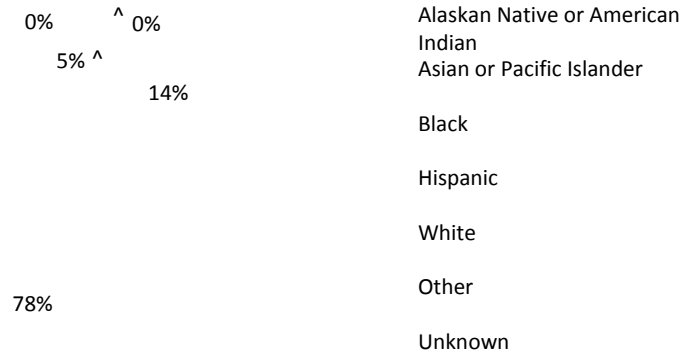 0% ^ 0%
5% ^
14%
78%
Alaskan Native or American
Indian
Asian or Pacific Islander
Black
Hispanic
White
Other
Unknown